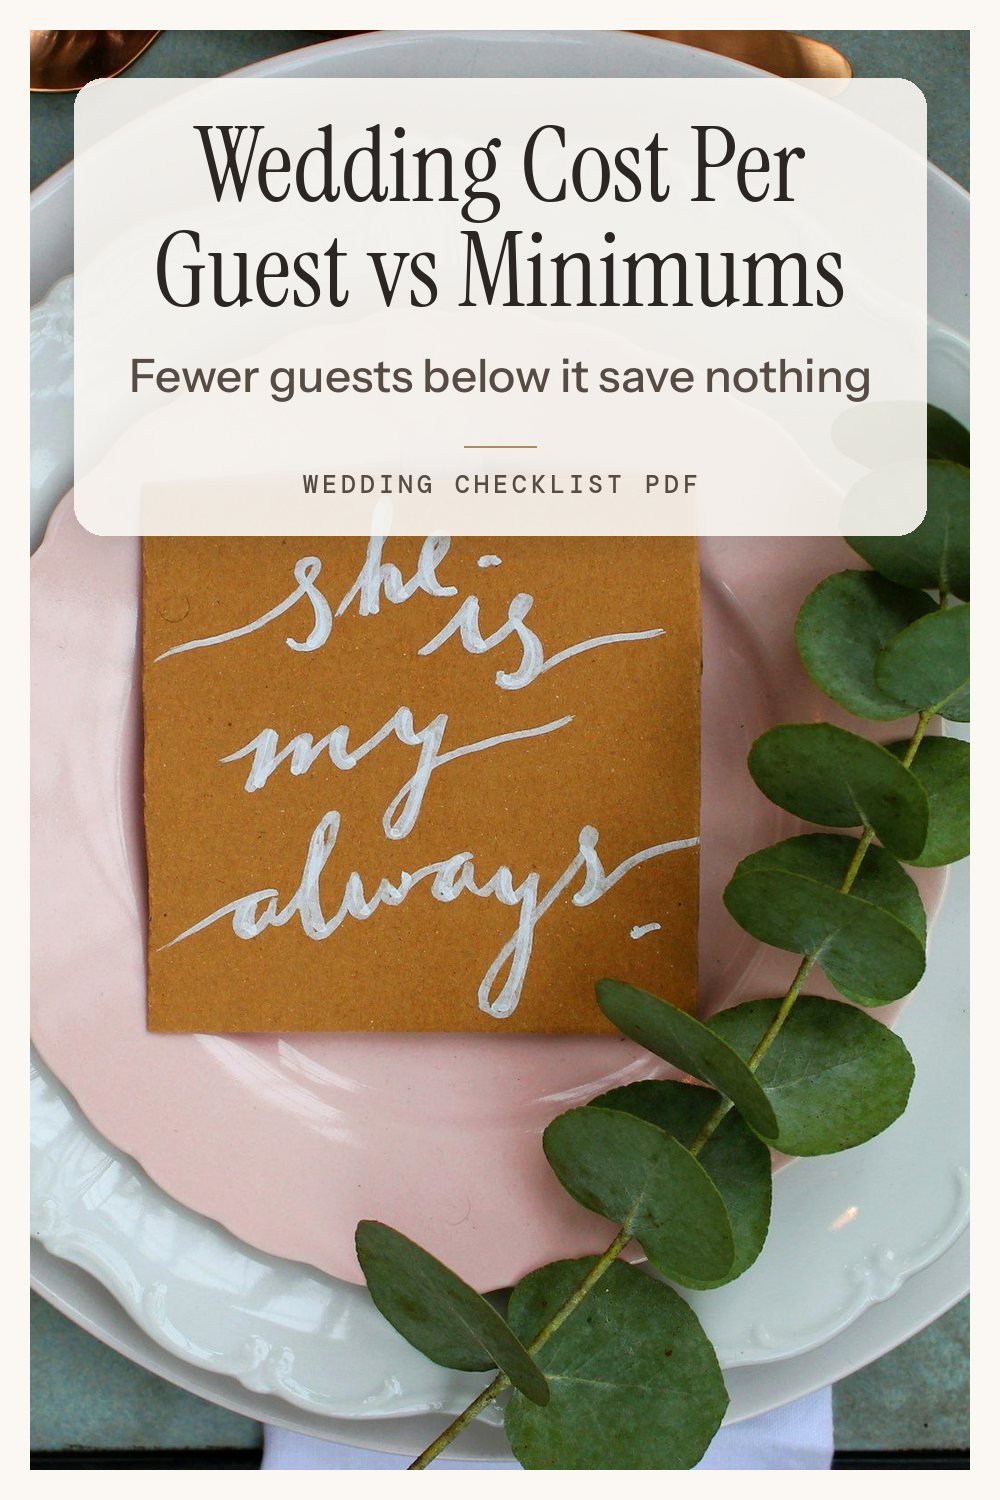 Wedding Cost Per
Guest vs Minimums
Fewer guests below it save nothing
WEDDING CHECKLIST PDF
she
is
my
always.